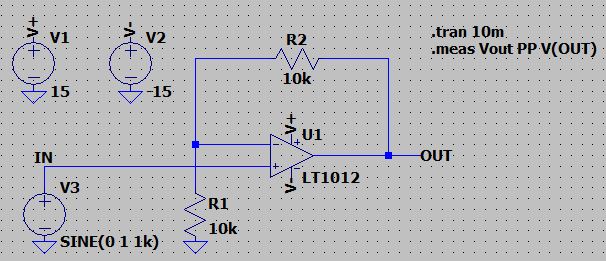 V+
V1
15
V-
V2
-15
R2
10k
.tran 10m
.meas Vout PP V(OUT)
V+
U1
LT1012
V-
OUT
IN
V3
SINE(0 1 1k)
R1
10k